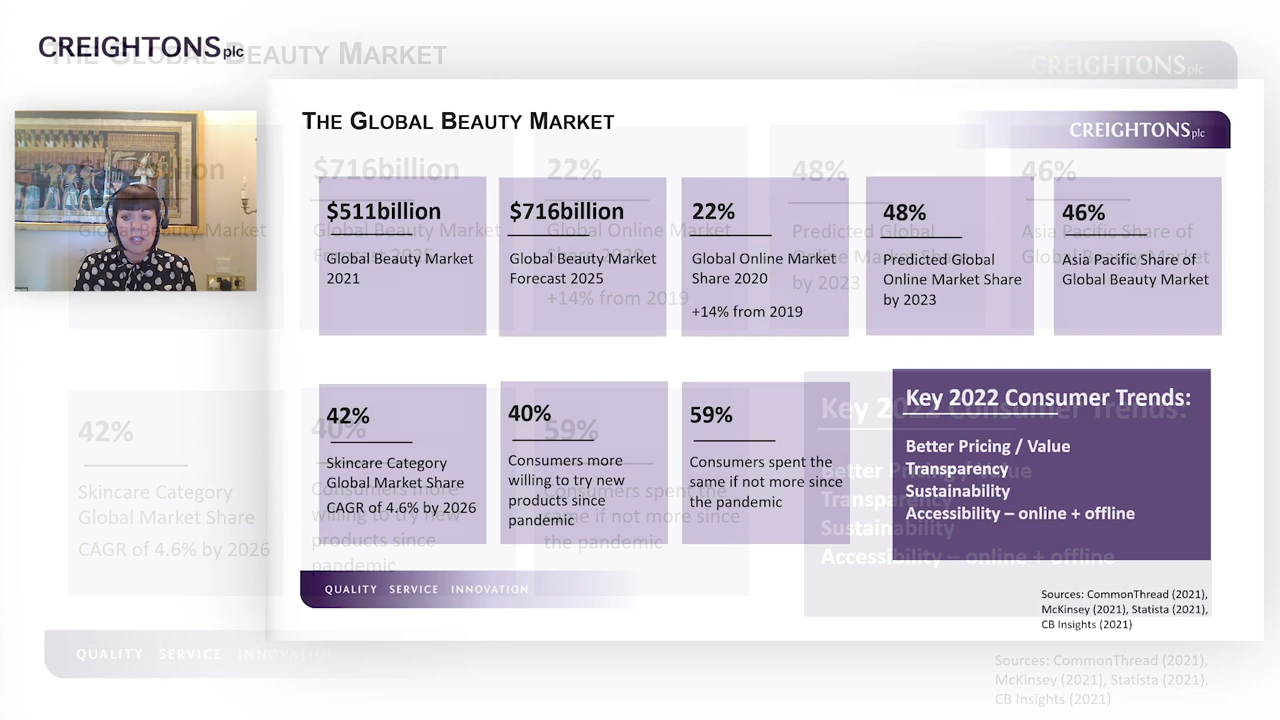 CREIGHTONS plc
THE GLOBAL BEAUTY MARKET
CREIGHTONS plc
$511billion
Global Beauty Market
2021
$716billion
Global Beauty Market
Forecast 2025
22%
Global Online Market
Share 2020
+14% from 2019
48%
Predicted Global
Online Market Share
by 2023
46%
Asia Pacific Share of
Global Beauty Market
42%
Skincare Category
Global Market Share
CAGR of 4.6% by 2026
40%
Consumers more
willing to try new
products since
pandemic
59%
Consumers spent the
same if not more since
the pandemic
Key 2022 Consumer Trends:
Better Pricing / Value
Transparency
Sustainability
Accessibility – online + offline
QUALITY SERVICE INNOVATION
Sources: CommonThread (2021),
McKinsey (2021), Statista (2021),
CB Insights (2021)